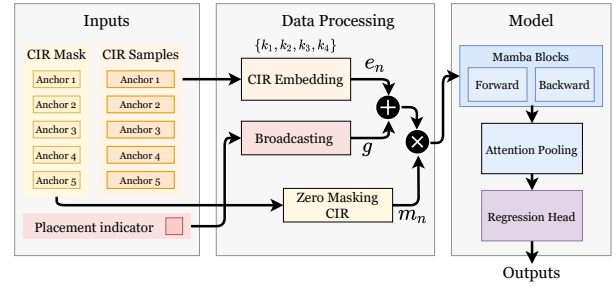 Inputs
CIR Mask
CIR Samples
Anchor 1
Anchor 1
Anchor 2
Anchor 2
Anchor 3
Anchor 3
Anchor 4
Anchor 4
Anchor 5
Anchor 5
Placement indicator
Data Processing
{k₁, k₂, k₃, k₄}
CIR Embedding
eₙ
+
Broadcasting
g
×
Zero Masking
CIR
mₙ
Model
Mamba Blocks
Forward
Backward
Attention Pooling
Regression Head
Outputs